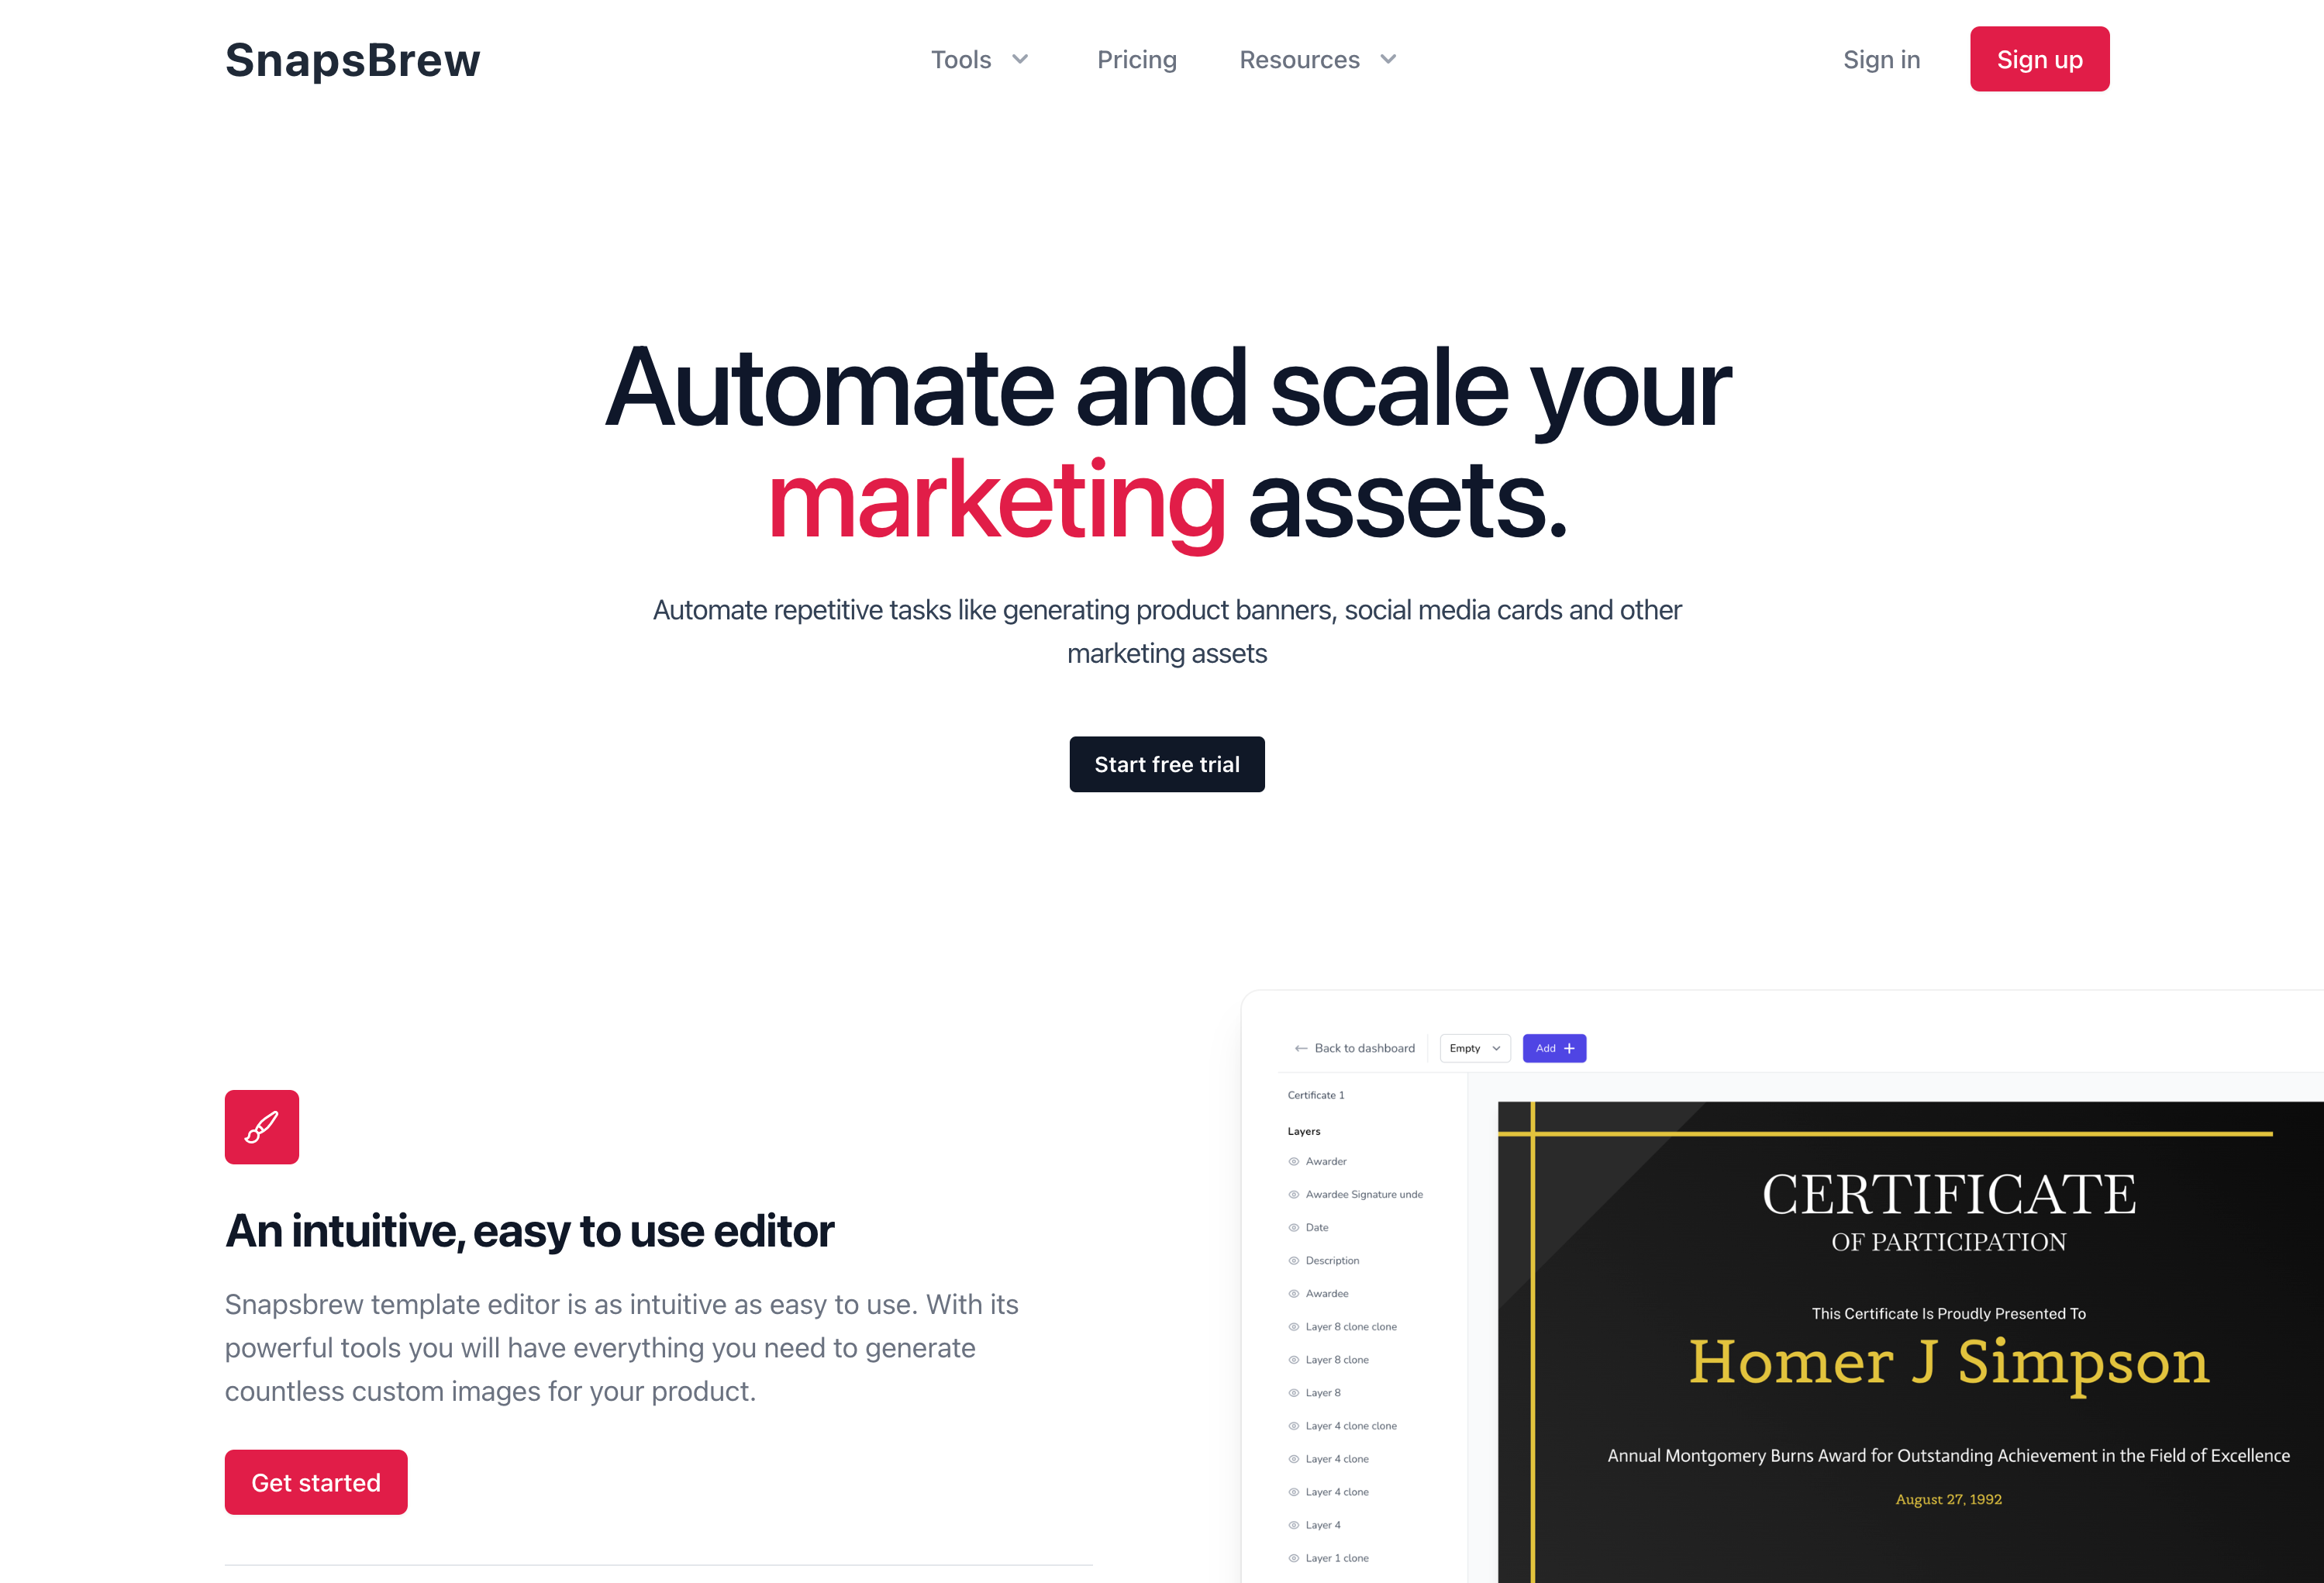 SnapsBrew
Tools
Pricing
Resources
Sign in
Sign up
Automate and scale your
marketing assets.
Automate repetitive tasks like generating product banners, social media cards and other
marketing assets
Start free trial
An intuitive, easy to use editor
Snapsbrew template editor is as intuitive as easy to use. With its
powerful tools you will have everything you need to generate
countless custom images for your product.
Get started
Back to dashboard
Empty
Add
Certificate 1
Layers
Awarder
Awardee Signature unde
Date
Description
Awardee
Layer 8 clone clone
Layer 8 clone
Layer 8
Layer 4 clone clone
Layer 4 clone
Layer 4 clone
Layer 4
Layer 1 clone
CERTIFICATE
OF PARTICIPATION
This Certificate Is Proudly Presented To
Homer J Simpson
Annual Montgomery Burns Award for Outstanding Achievement in the Field of Excellence
August 27, 1992